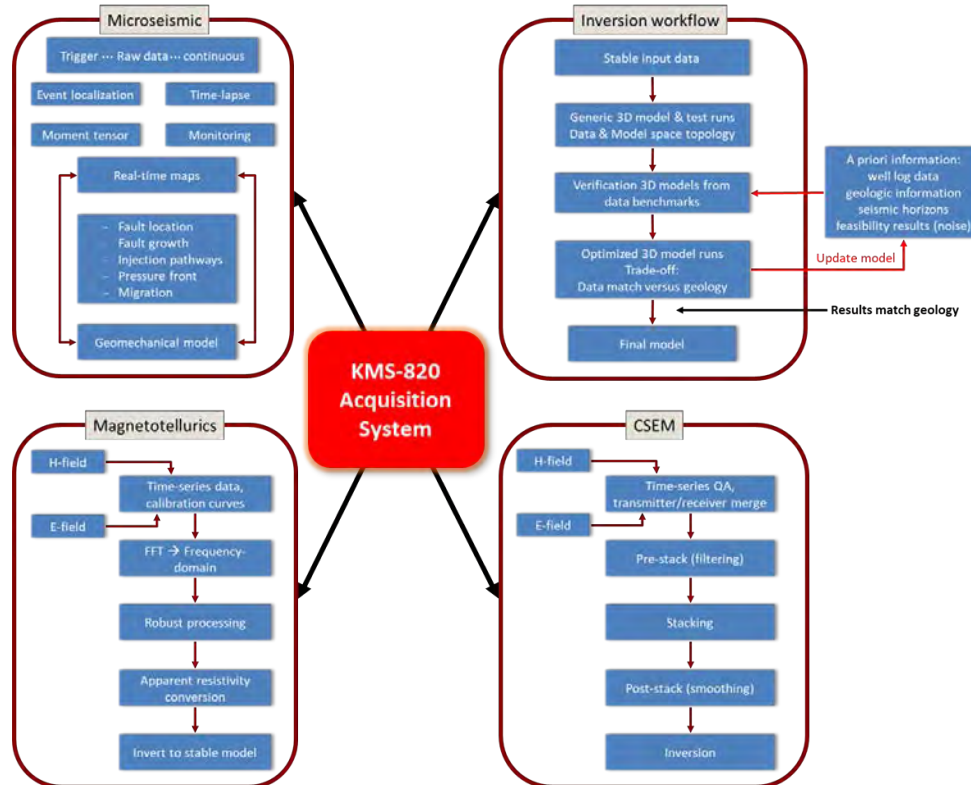 Microseismic
Trigger ··· Raw data··· continuous
Event localization
Time-lapse
Moment tensor
Monitoring
Real-time maps
– Fault location
– Fault growth
– Injection pathways
– Pressure front
– Migration
Geomechanical model
Inversion workflow
Stable input data
Generic 3D model & test runs
Data & Model space topology
Verification 3D models from
data benchmarks
Optimized 3D model runs
Trade-off:
Data match versus geology
Final model
A priori information:
well log data
geologic information
seismic horizons
feasibility results (noise)
Update model
Results match geology
KMS-820
Acquisition
System
Magnetotellurics
H-field
Time-series data,
calibration curves
E-field
FFT → Frequency-
domain
Robust processing
Apparent resistivity
conversion
Invert to stable model
CSEM
H-field
Time-series QA,
transmitter/receiver merge
E-field
Pre-stack (filtering)
Stacking
Post-stack (smoothing)
Inversion